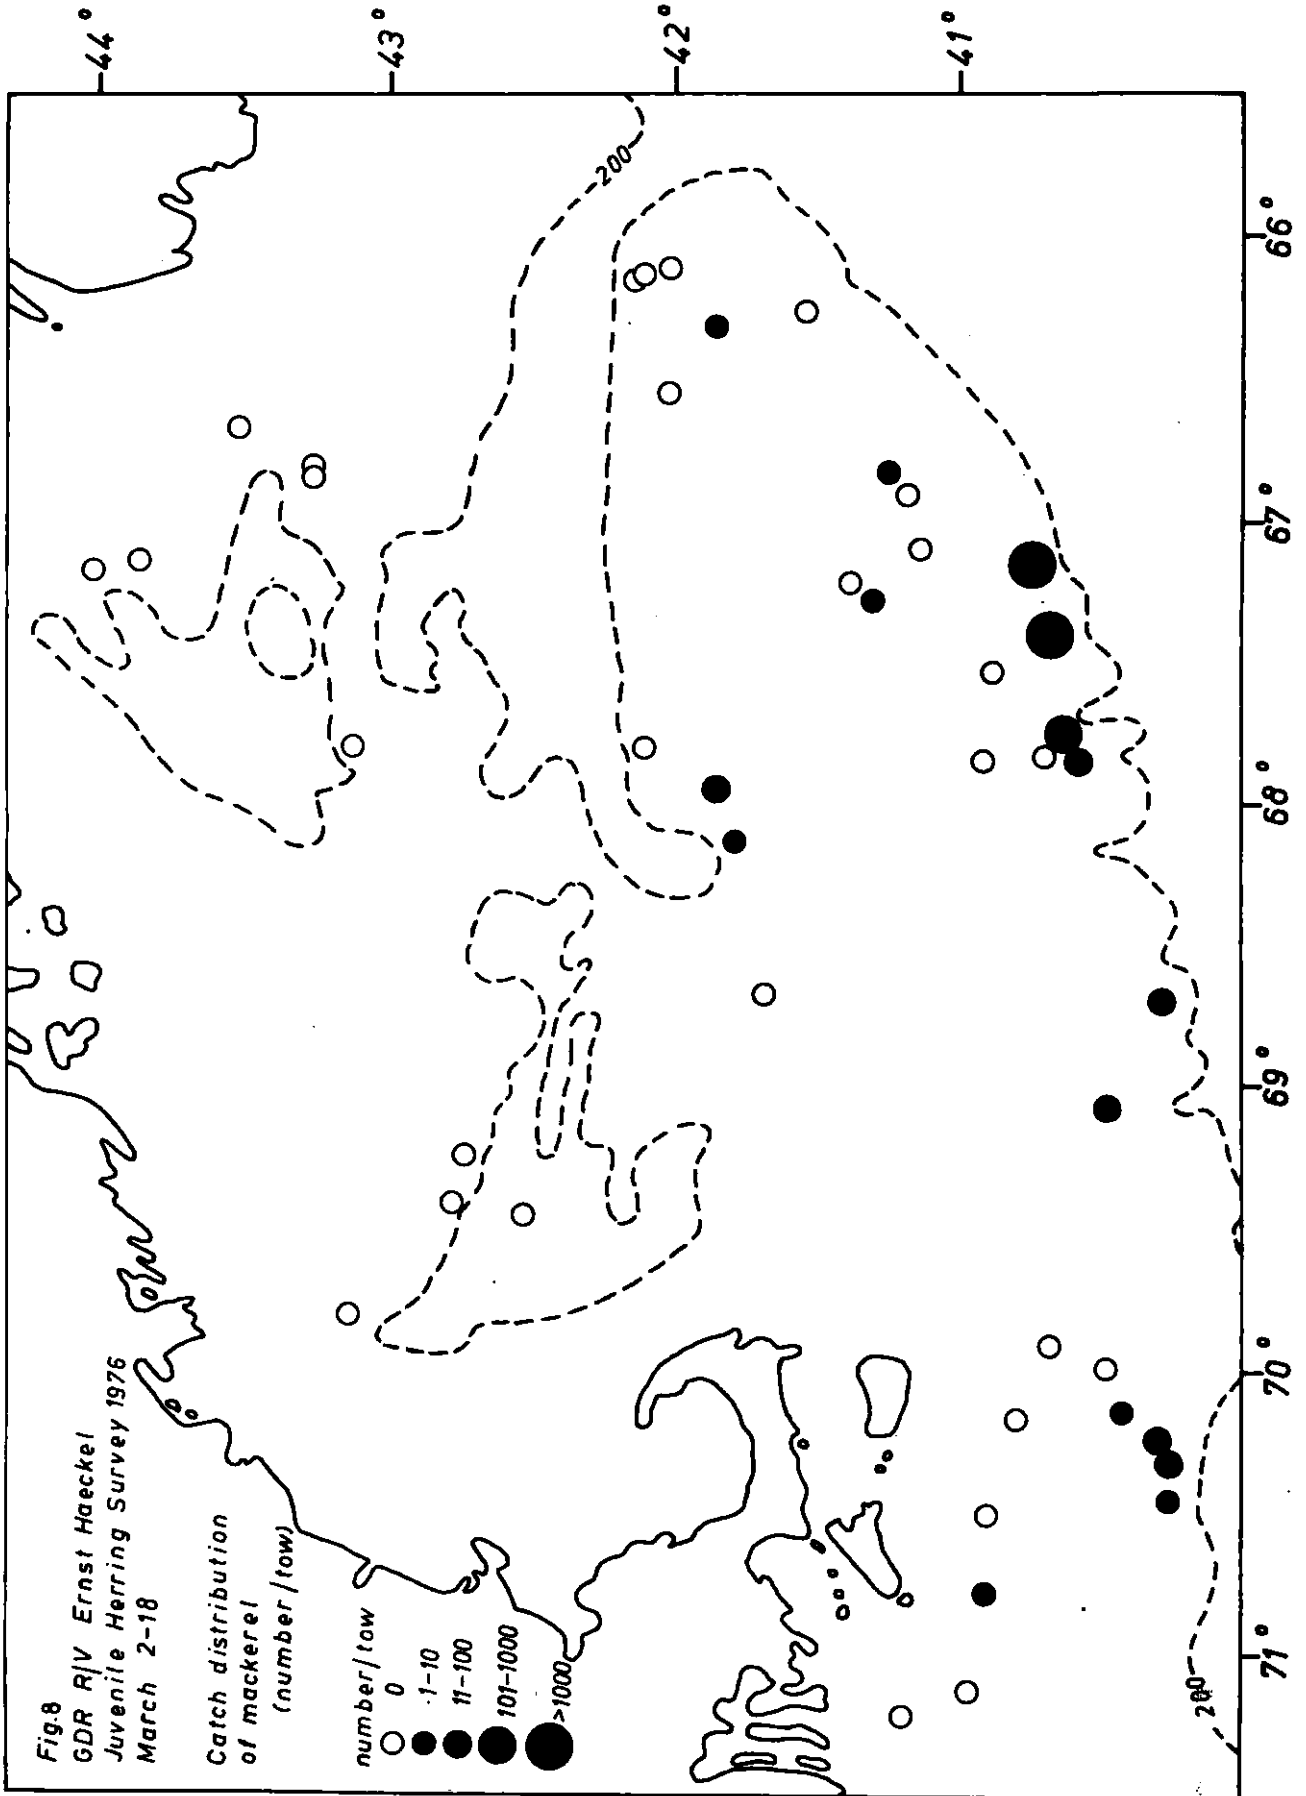 Fig.8
GDR R/V Ernst Haeckel
Juvenile Herring Survey 1976
March 2-18
Catch distribution
of mackerel
(number/tow)
number/tow
0
1-10
11-100
101-1000
>1000
44°
43°
42°
41°
200
66°
67°
68°
69°
70°
71°
200